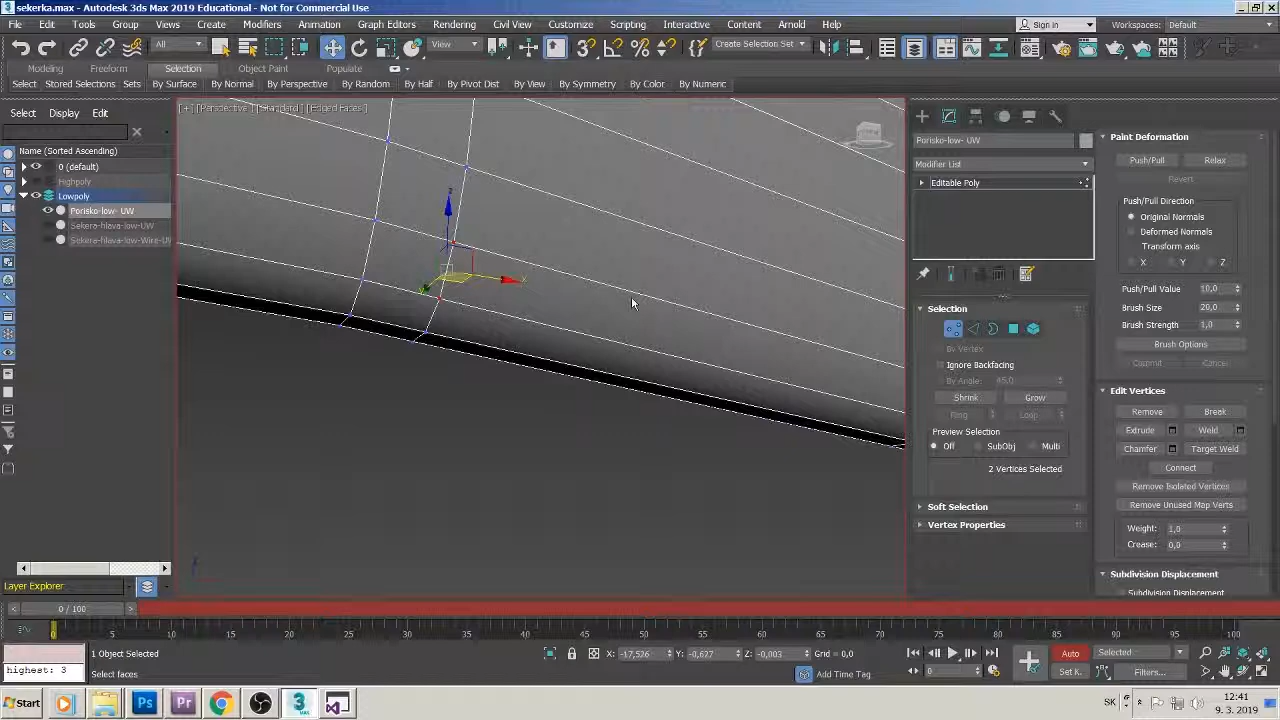 sekerka.max - Autodesk 3ds Max 2019 Educational - Not for Commercial Use
File Edit Tools Group Views Create Modifiers Animation Graph Editors Rendering Civil View Customize Scripting Interactive Content Arnold Help Sign In Workspaces: Default
All View Create Selection Set
Modeling Freeform Selection Object Paint Populate
Select Stored Selections Sets By Surface By Normal By Perspective By Random By Half By Pivot Dist By View By Symmetry By Color By Numeric
Select Display Edit
Name (Sorted Ascending)
0 (default)
Highpoly
Lowpoly
Porisko-low- UW
Sekera-hlava-low-UW
Sekera-hlava-low-Wire-UW
Layer Explorer
[+] [Perspective ] [Standard ] [Edged Faces ]
z
x
Porisko-low- UW
Modifier List
Editable Poly
Selection
By Vertex
Ignore Backfacing
By Angle: 45,0
Shrink Grow
Ring Loop
Preview Selection
Off SubObj Multi
2 Vertices Selected
Soft Selection
Vertex Properties
Paint Deformation
Push/Pull Relax
Revert
Push/Pull Direction
Original Normals
Deformed Normals
Transform axis
X Y Z
Push/Pull Value 10,0
Brush Size 20,0
Brush Strength 1,0
Brush Options
Commit Cancel
Edit Vertices
Remove Break
Extrude Weld
Chamfer Target Weld
Connect
Remove Isolated Vertices
Remove Unused Map Verts
Weight: 1,0
Crease: 0,0
Subdivision Displacement
Subdivision Displacement
0 / 100
0 5 10 15 20 25 30 35 40 45 50 55 60 65 70 75 80 85 90 95 100
highest: 3
1 Object Selected
Select faces
X: -17,526 Y: -0,627 Z: -0,003 Grid = 0,0
Add Time Tag
0
Auto Selected
Set K. Filters...
Start
Ps Pr
SK
12:41
9. 3. 2019